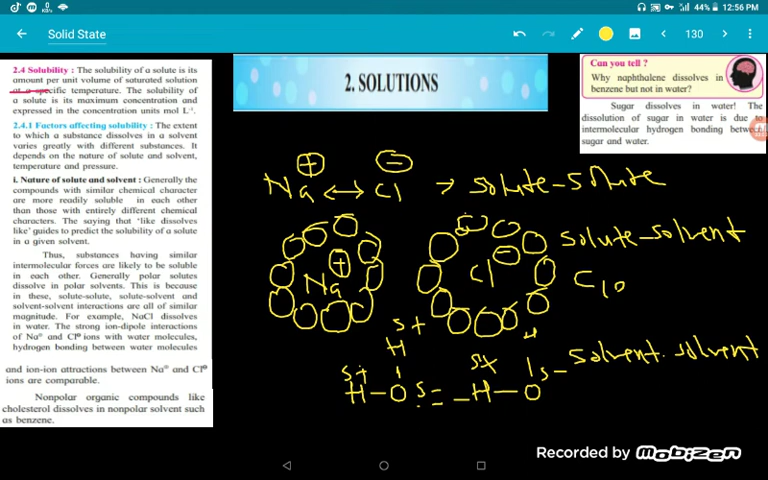 44% 12:56 PM
Solid State
130
2.4 Solubility : The solubility of a solute is its
amount per unit volume of saturated solution
at a specific temperature. The solubility of
a solute is its maximum concentration and
expressed in the concentration units mol L⁻¹.
2.4.1 Factors affecting solubility : The extent
to which a substance dissolves in a solvent
varies greatly with different substances. It
depends on the nature of solute and solvent,
temperature and pressure.
i. Nature of solute and solvent : Generally the
compounds with similar chemical character
are more readily soluble in each other
than those with entirely different chemical
characters. The saying that 'like dissolves
like' guides to predict the solubility of a solute
in a given solvent.
Thus, substances having similar
intermolecular forces are likely to be soluble
in each other. Generally polar solutes
dissolve in polar solvents. This is because
in these, solute-solute, solute-solvent and
solvent-solvent interactions are all of similar
magnitude. For example, NaCl dissolves
in water. The strong ion-dipole interactions
of Na⊕ and Cl⊖ ions with water molecules,
hydrogen bonding between water molecules
and ion-ion attractions between Na⊕ and Cl⊖
ions are comparable.
Nonpolar organic compounds like
cholesterol dissolves in nonpolar solvent such
as benzene.
2. SOLUTIONS
Can you tell ?
Why naphthalene dissolves in
benzene but not in water?
Sugar dissolves in water! The
dissolution of sugar in water is due to
intermolecular hydrogen bonding between
sugar and water.
⊕ ⊖
Na ↔ Cl → solute-solute
solute-solvent
⊕ ⊖
Na Cl
H
H-O H-O
solvent-solvent
Recorded by Mobizen